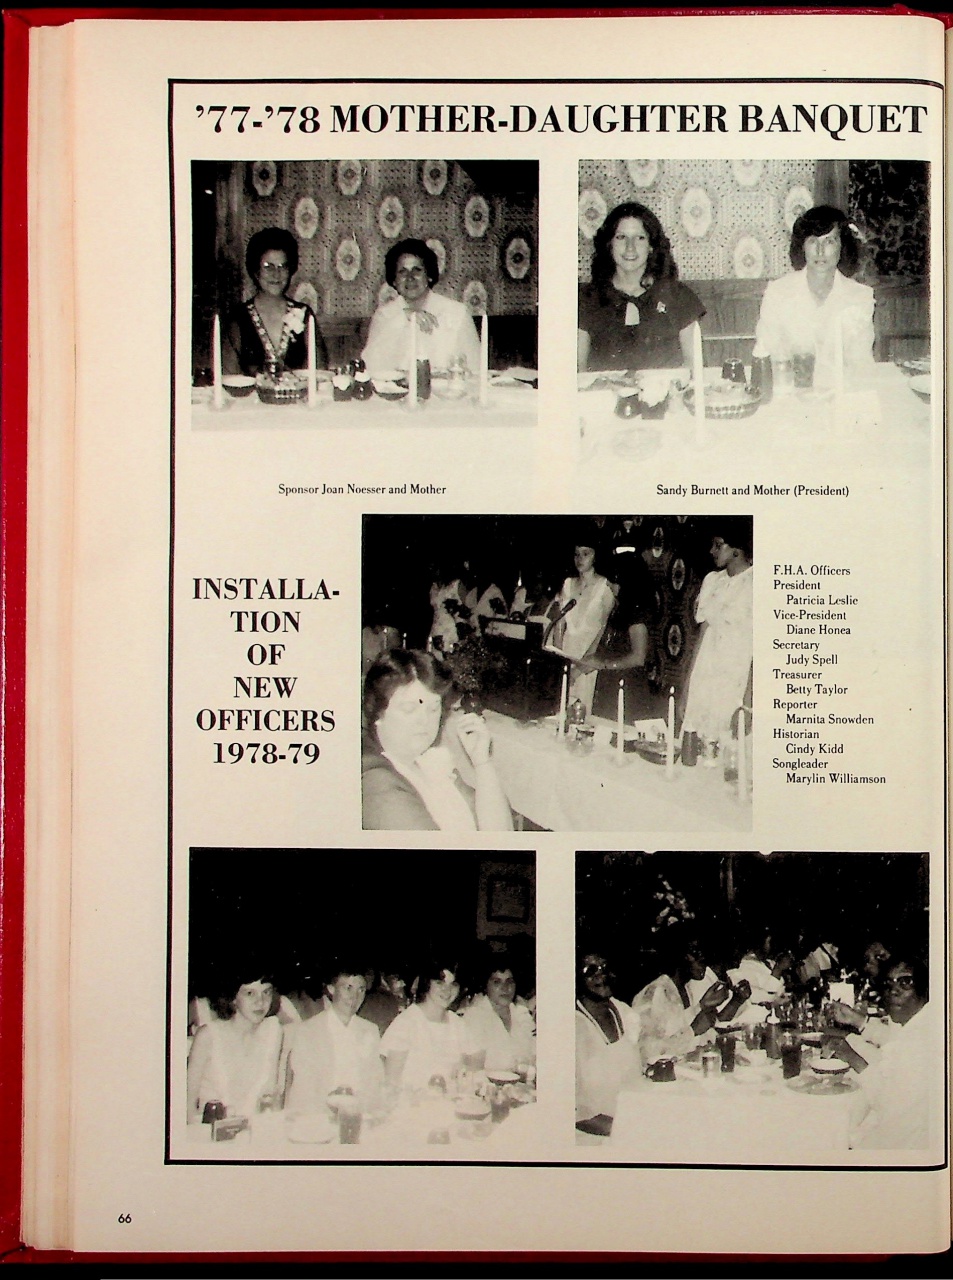 '77-'78 MOTHER-DAUGHTER BANQUET
Sponsor Joan Noesser and Mother
Sandy Burnett and Mother (President)
INSTALLA-
TION
OF
NEW
OFFICERS
1978-79
F.H.A. Officers
President
Patricia Leslie
Vice-President
Diane Honea
Secretary
Judy Spell
Treasurer
Betty Taylor
Reporter
Marnita Snowden
Historian
Cindy Kidd
Songleader
Marylin Williamson
66